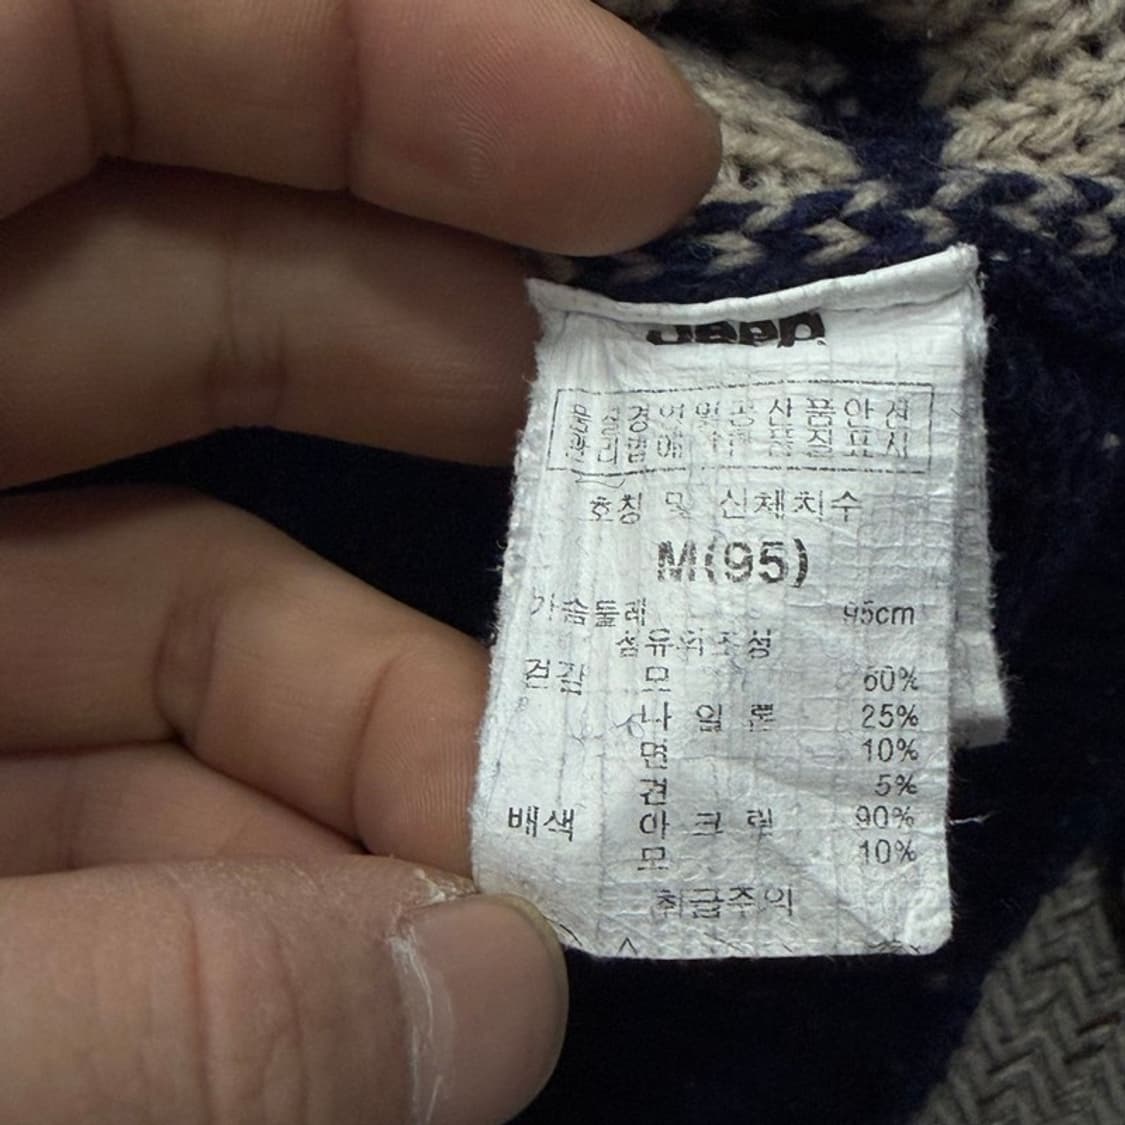 Jeep
품질경영및공산품안전
관리법에 의한 품질표시
호칭 및 신체치수
M(95)
가슴둘레 95cm
섬유의조성
겉감 모 60%
나일론 25%
면 10%
견 5%
배색 아크릴 90%
모 10%
취급주의